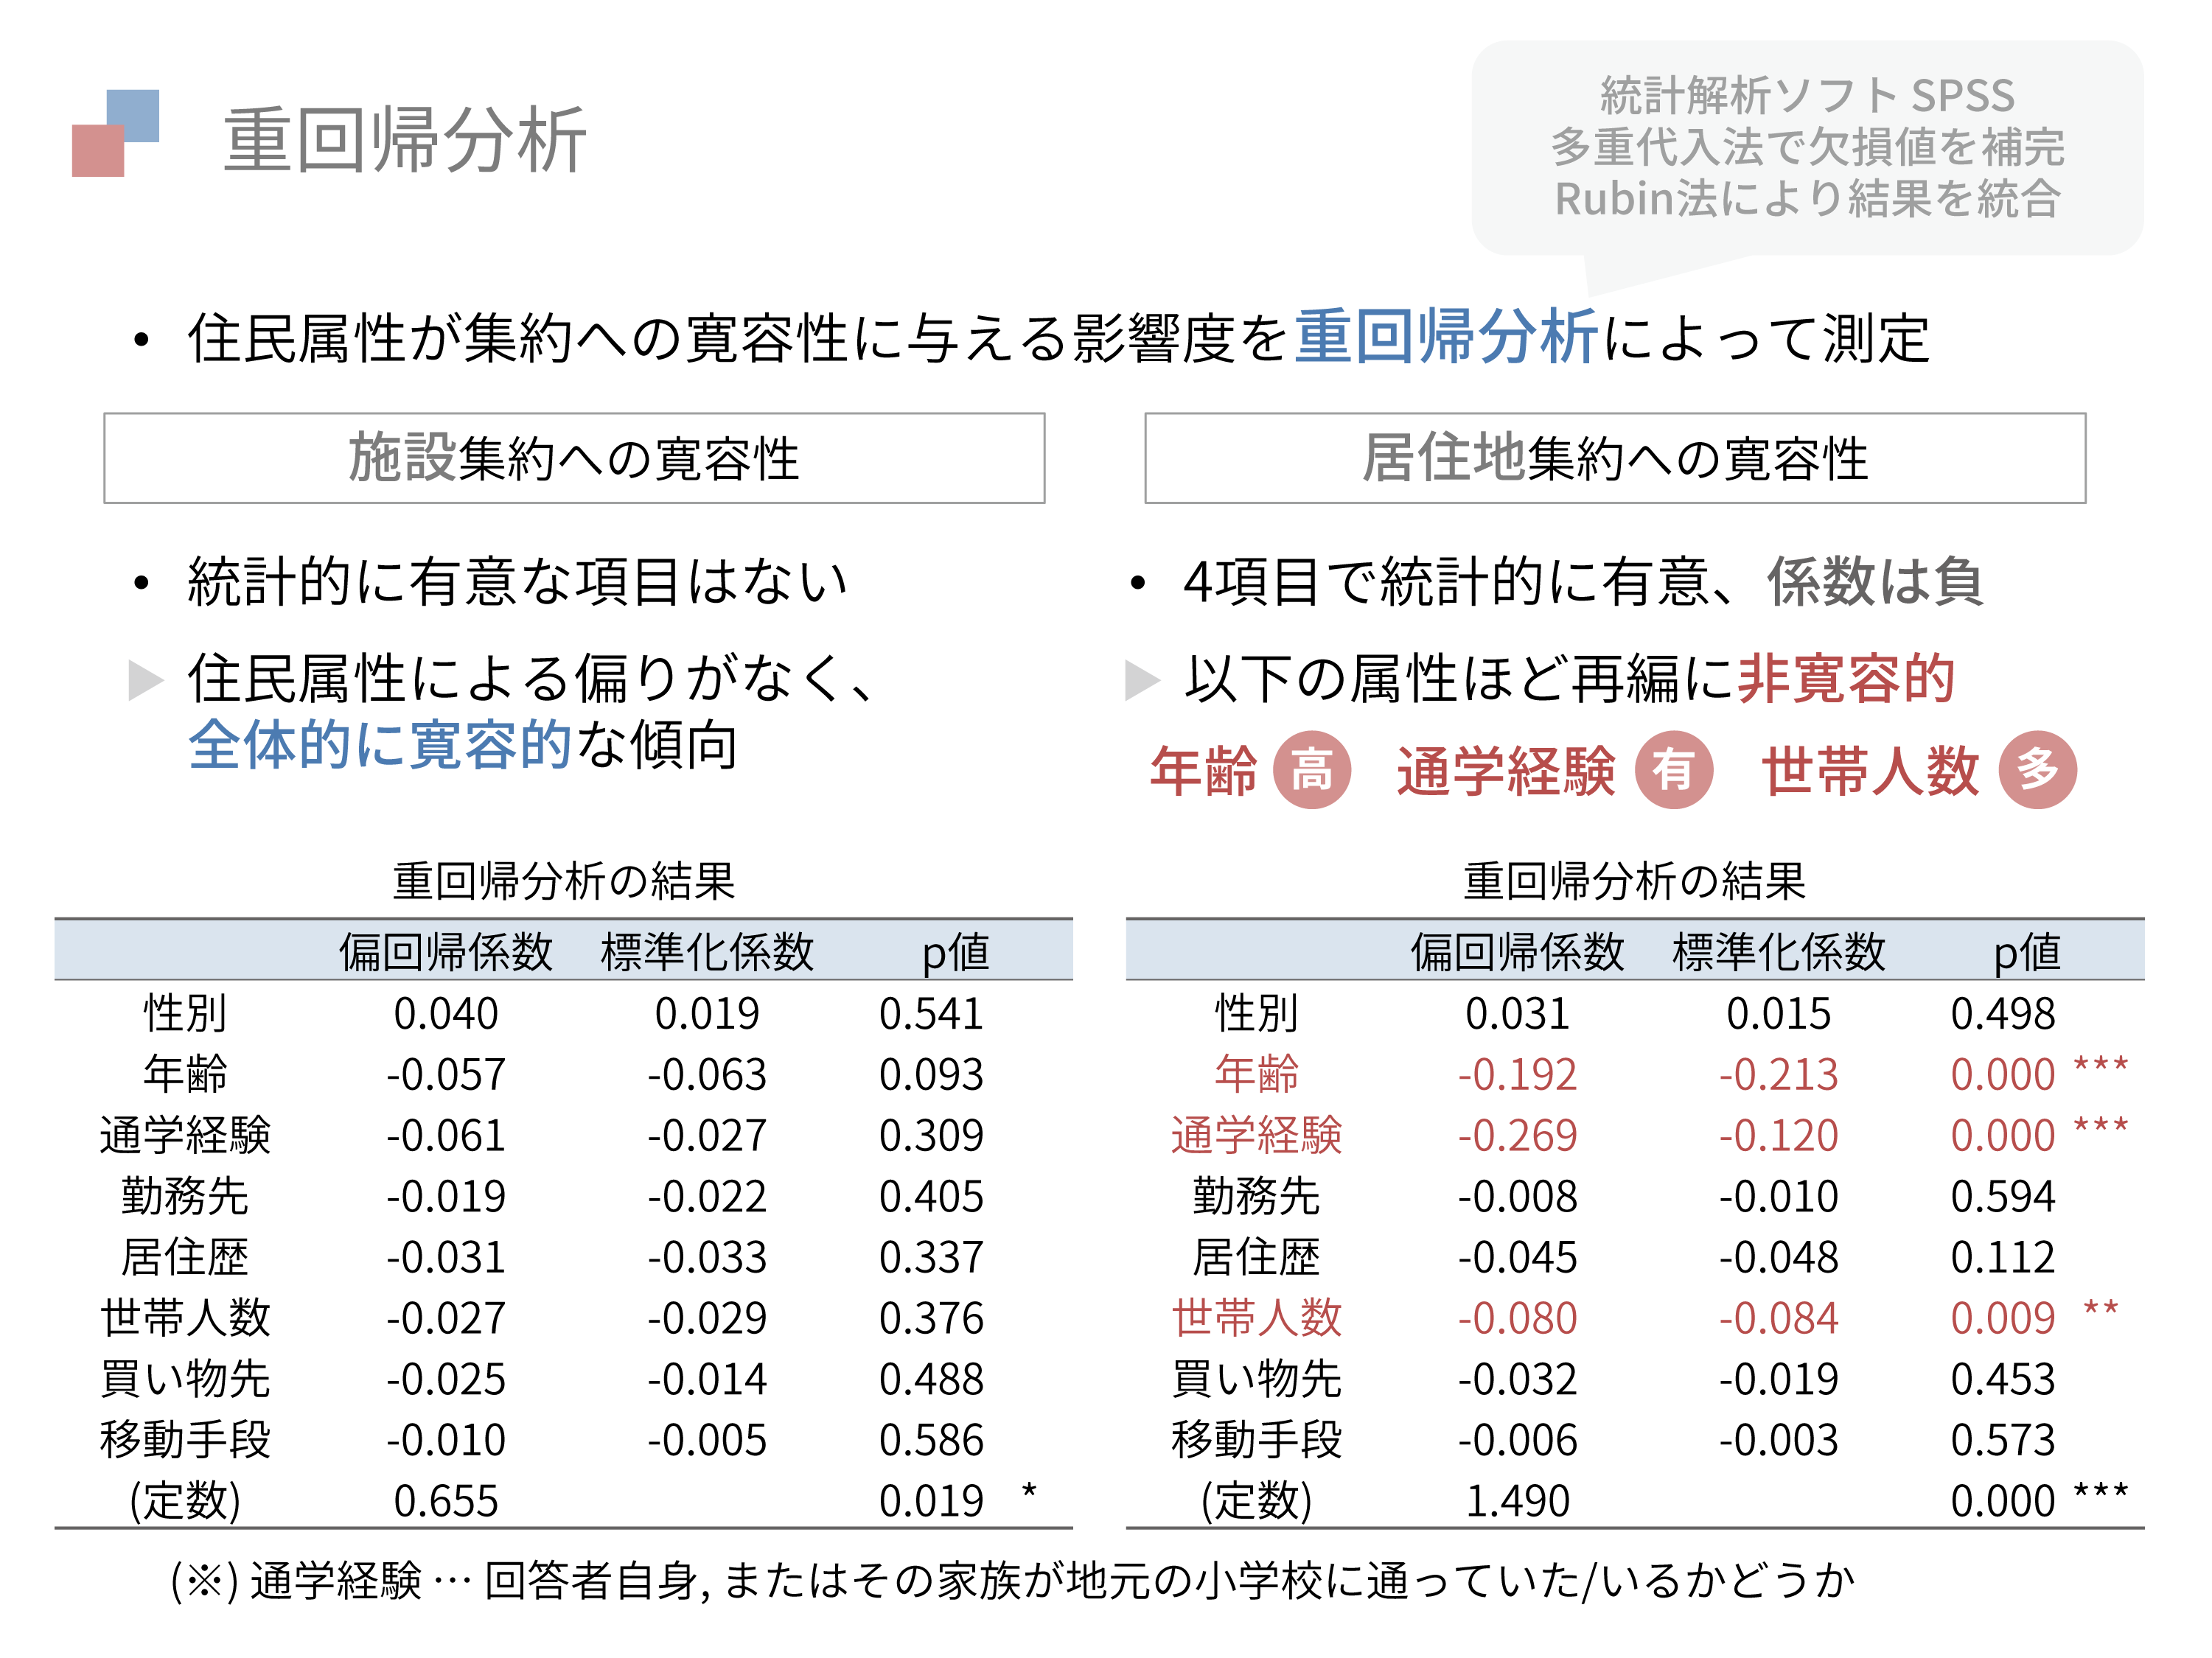 重回帰分析
統計解析ソフト SPSS
多重代入法で欠損値を補完
Rubin法により結果を統合
• 住民属性が集約への寛容性に与える影響度を重回帰分析によって測定
施設集約への寛容性
• 統計的に有意な項目はない
住民属性による偏りがなく、
全体的に寛容的な傾向
居住地集約への寛容性
• 4項目で統計的に有意、係数は負
以下の属性ほど再編に非寛容的
年齢 高 通学経験 有 世帯人数 多
重回帰分析の結果
偏回帰係数 標準化係数 p値
性別 0.040 0.019 0.541
年齢 -0.057 -0.063 0.093
通学経験 -0.061 -0.027 0.309
勤務先 -0.019 -0.022 0.405
居住歴 -0.031 -0.033 0.337
世帯人数 -0.027 -0.029 0.376
買い物先 -0.025 -0.014 0.488
移動手段 -0.010 -0.005 0.586
(定数) 0.655 0.019 *
重回帰分析の結果
偏回帰係数 標準化係数 p値
性別 0.031 0.015 0.498
年齢 -0.192 -0.213 0.000 ***
通学経験 -0.269 -0.120 0.000 ***
勤務先 -0.008 -0.010 0.594
居住歴 -0.045 -0.048 0.112
世帯人数 -0.080 -0.084 0.009 **
買い物先 -0.032 -0.019 0.453
移動手段 -0.006 -0.003 0.573
(定数) 1.490 0.000 ***
(※) 通学経験 … 回答者自身, またはその家族が地元の小学校に通っていた/いるかどうか